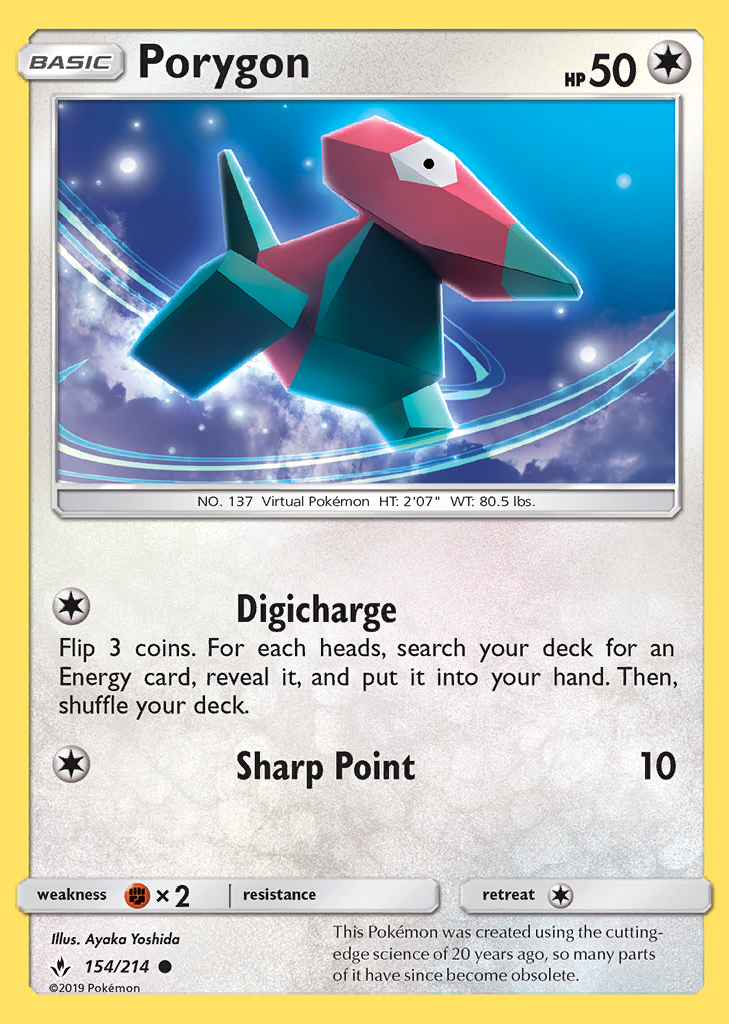 BASIC Porygon HP 50
NO. 137 Virtual Pokémon HT: 2'07" WT: 80.5 lbs.
Digicharge
Flip 3 coins. For each heads, search your deck for an
Energy card, reveal it, and put it into your hand. Then,
shuffle your deck.
Sharp Point 10
weakness × 2 resistance retreat
Illus. Ayaka Yoshida
154/214
©2019 Pokémon
This Pokémon was created using the cutting-
edge science of 20 years ago, so many parts
of it have since become obsolete.